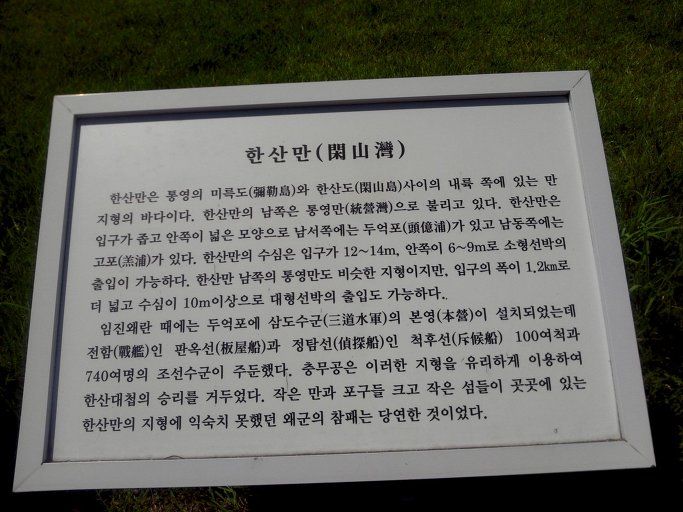 한산만(閑山灣)
한산만은 통영의 미륵도(彌勒島)와 한산도(閑山島)사이의 내륙 쪽에 있는 만
지형의 바다이다. 한산만의 남쪽은 통영만(統營灣)으로 불리고 있다. 한산만은
입구가 좁고 안쪽이 넓은 모양으로 남서쪽에는 두억포(頭億浦)가 있고 남동쪽에는
고포(羔浦)가 있다. 한산만의 수심은 입구가 12~14m, 안쪽이 6~9m로 소형선박의
출입이 가능하다. 한산만 남쪽의 통영만도 비슷한 지형이지만, 입구의 폭이 1.2㎞로
더 넓고 수심이 10m이상으로 대형선박의 출입도 가능하다..
임진왜란 때에는 두억포에 삼도수군(三道水軍)의 본영(本營)이 설치되었는데
전함(戰艦)인 판옥선(板屋船)과 정탐선(偵探船)인 척후선(斥候船) 100여척과
740여명의 조선수군이 주둔했다. 충무공은 이러한 지형을 유리하게 이용하여
한산대첩의 승리를 거두었다. 작은 만과 포구들 크고 작은 섬들이 곳곳에 있는
한산만의 지형에 익숙치 못했던 왜군의 참패는 당연한 것이었다.